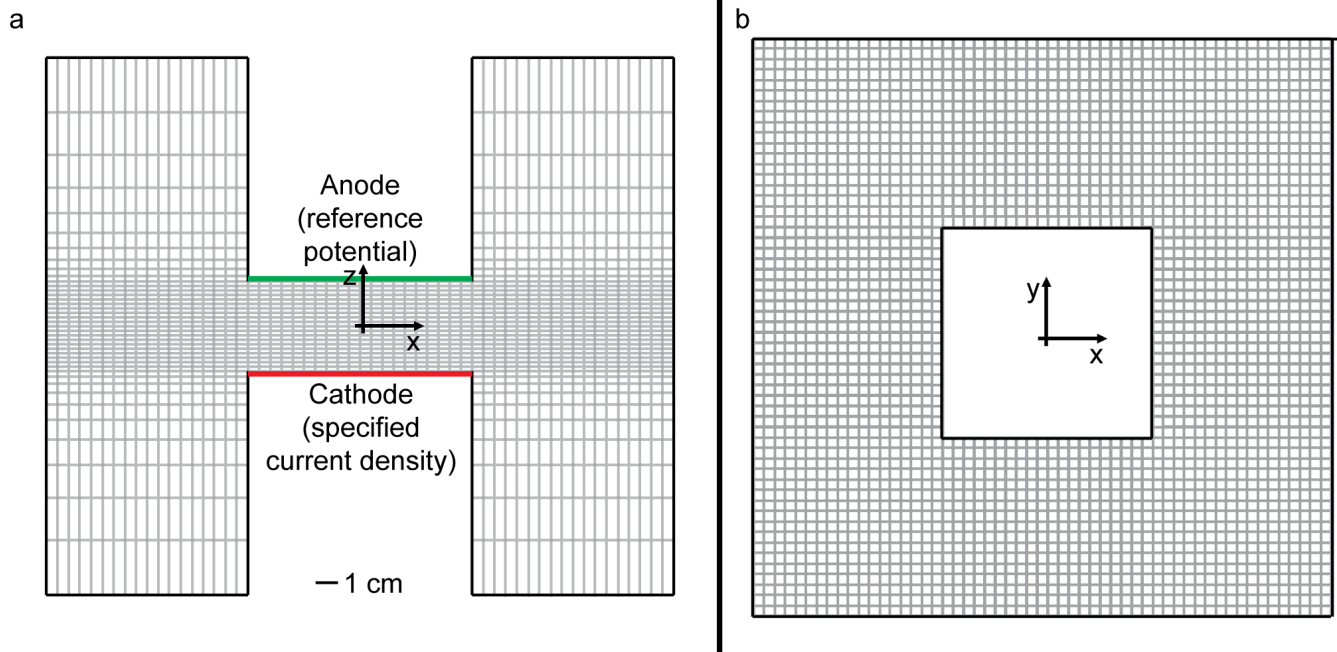 a
Anode
(reference
potential)
z
x
Cathode
(specified
current density)
1 cm
b
y
x